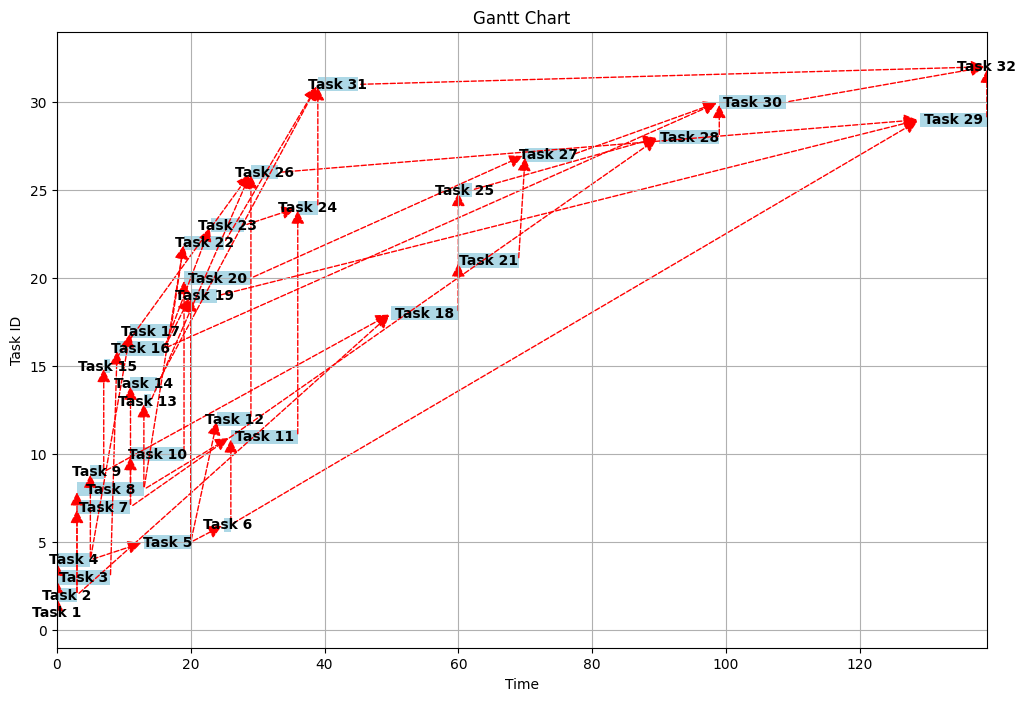 Gantt Chart
Task 32
Task 31
30
Task 30
Task 29
Task 28
Task 27
Task 26
25
Task 25
Task 24
Task 23
Task 22
Task 21
20
Task 20
Task 19
Task 18
Task 17
Task 16
15
Task 15
Task 14
Task 13
Task 12
Task 11
10
Task 10
Task 9
Task 8
Task 7
Task 6
5
Task 5
Task 4
Task 3
Task 2
Task 1
0
Task ID
0 20 40 60 80 100 120
Time